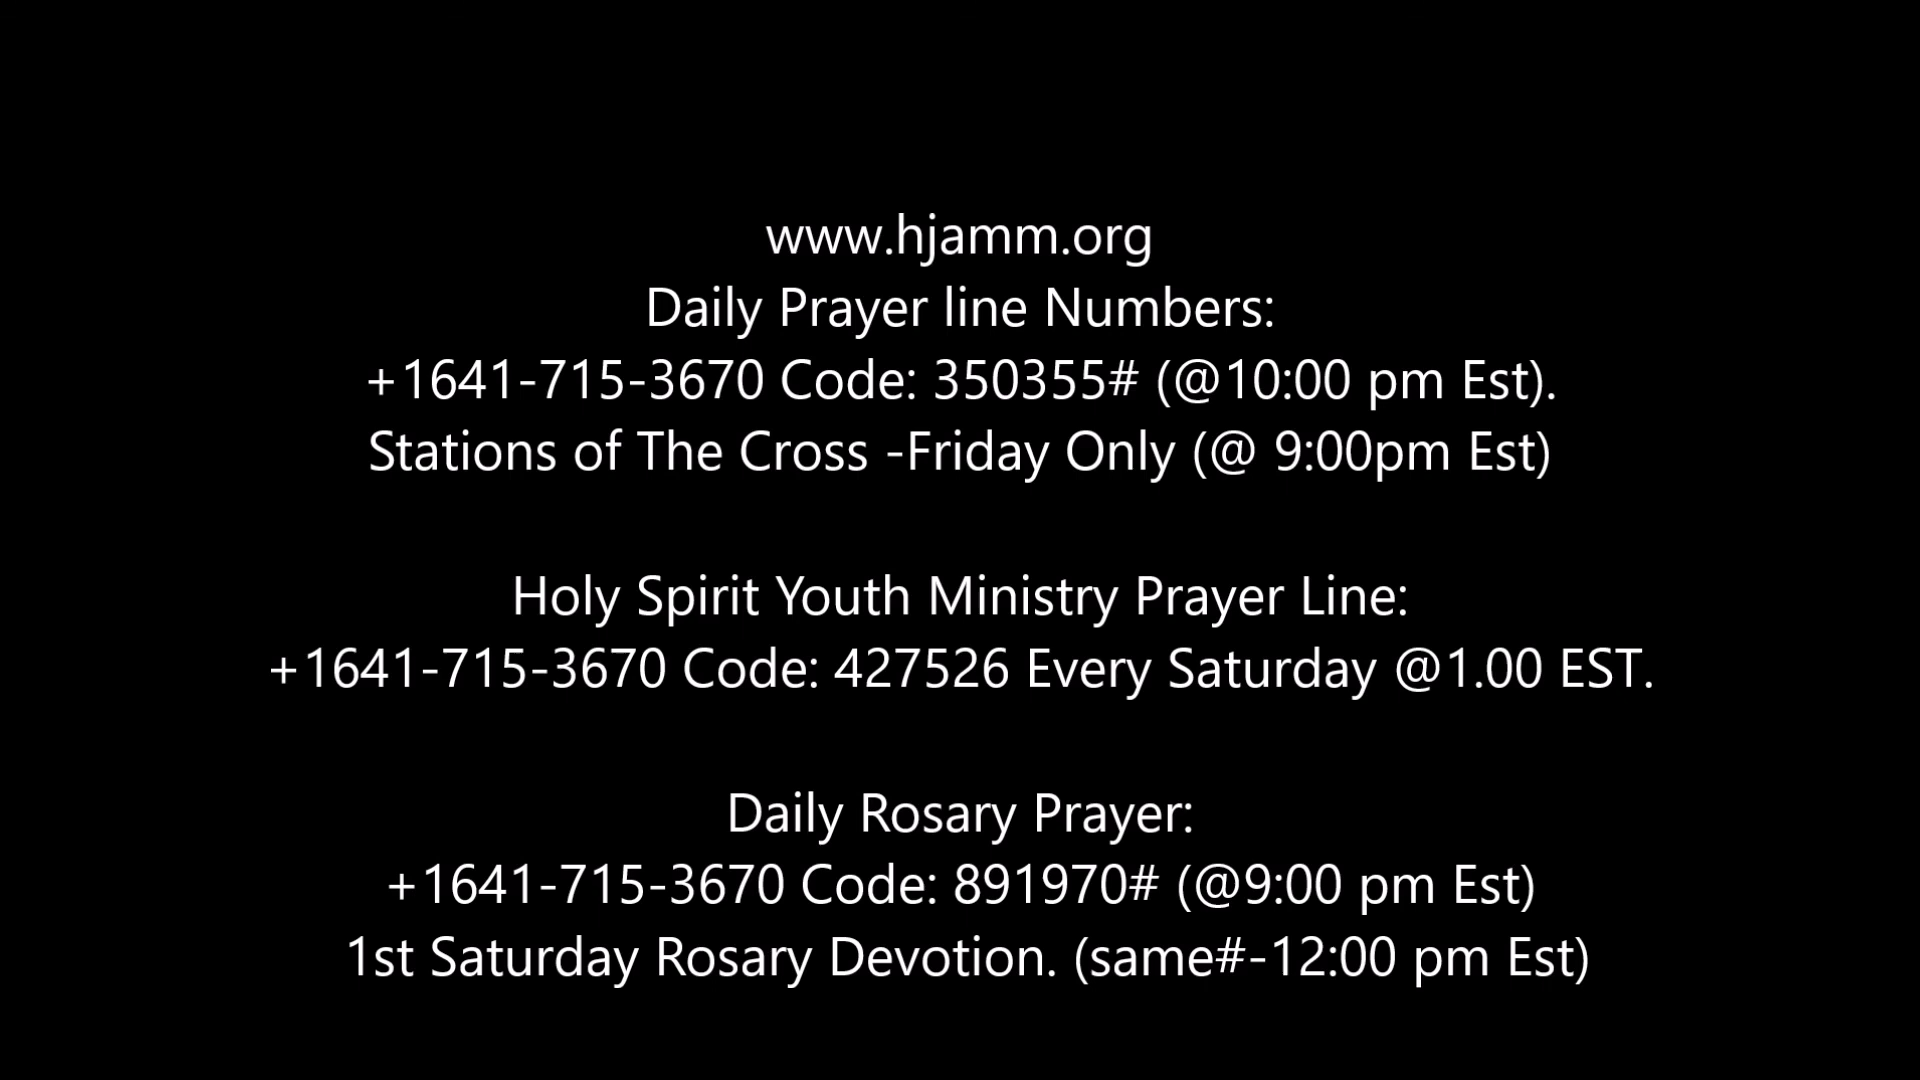 www.hjamm.org
Daily Prayer line Numbers:
+1641-715-3670 Code: 350355# (@10:00 pm Est).
Stations of The Cross -Friday Only (@ 9:00pm Est)
Holy Spirit Youth Ministry Prayer Line:
+1641-715-3670 Code: 427526 Every Saturday @1.00 EST.
Daily Rosary Prayer:
+1641-715-3670 Code: 891970# (@9:00 pm Est)
1st Saturday Rosary Devotion. (same#-12:00 pm Est)